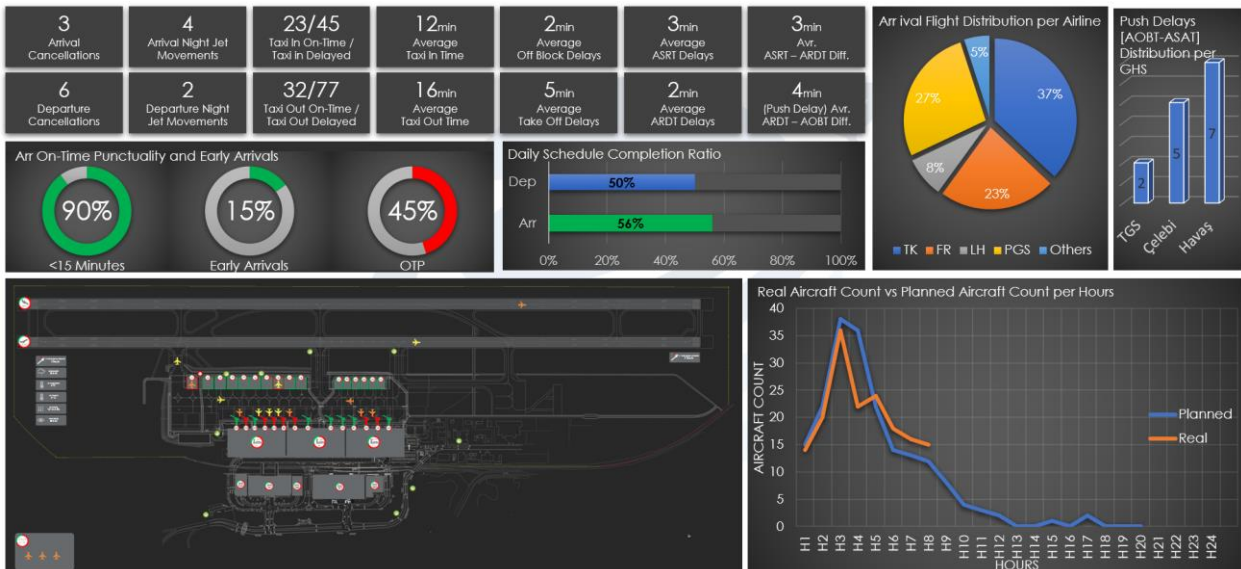 3
Arrival
Cancellations
4
Arrival Night Jet
Movements
23/45
Taxi In On-Time /
Taxi in Delayed
12min
Average
Taxi In Time
2min
Average
Off Block Delays
3min
Average
ASRT Delays
3min
Avr.
ASRT – ARDT Diff.
6
Departure
Cancellations
2
Departure Night
Jet Movements
32/77
Taxi Out On-Time /
Taxi Out Delayed
16min
Average
Taxi Out Time
5min
Average
Take Off Delays
2min
Average
ARDT Delays
4min
(Push Delay) Avr.
ARDT – AOBT Diff.
Arrival Flight Distribution per Airline
5%
37%
27%
8%
23%
TK FR LH PGS Others
Push Delays
[AOBT-ASAT]
Distribution per
GHS
2
5
7
TGS
Çelebi
Havaş
Arr On-Time Punctuality and Early Arrivals
90%
15%
45%
<15 Minutes
Early Arrivals
OTP
Daily Schedule Completion Ratio
Dep
50%
Arr
56%
0% 20% 40% 60% 80% 100%
Real Aircraft Count vs Planned Aircraft Count per Hours
AIRCRAFT COUNT
40
35
30
25
20
15
10
5
0
Planned
Real
H1 H2 H3 H4 H5 H6 H7 H8 H9 H10 H11 H12 H13 H14 H15 H16 H17 H18 H19 H20 H21 H22 H23 H24
HOURS